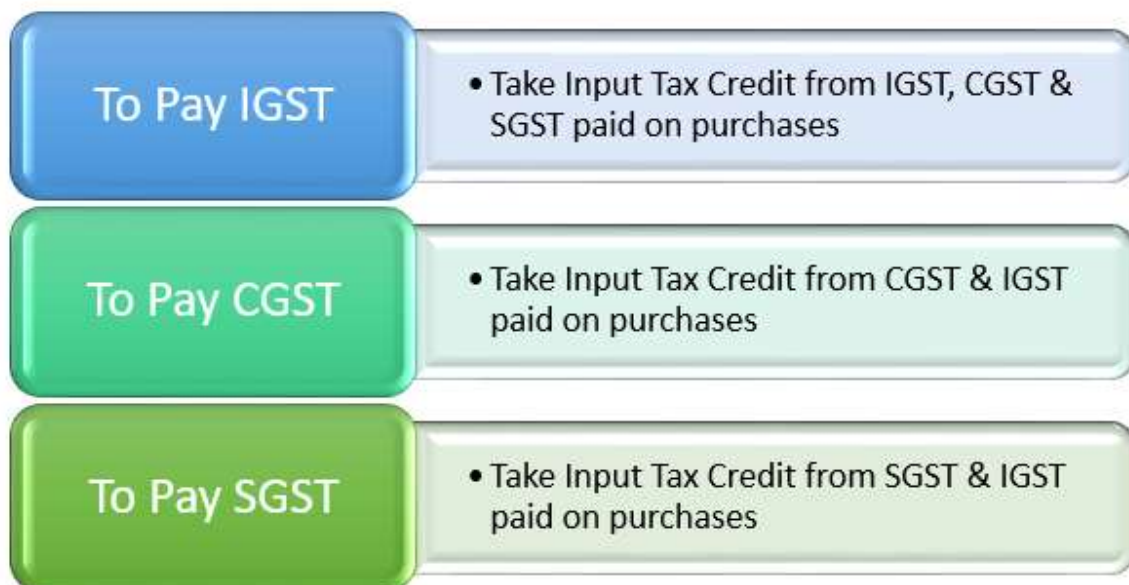 To Pay IGST
• Take Input Tax Credit from IGST, CGST &
SGST paid on purchases
To Pay CGST
• Take Input Tax Credit from CGST & IGST
paid on purchases
To Pay SGST
• Take Input Tax Credit from SGST & IGST
paid on purchases